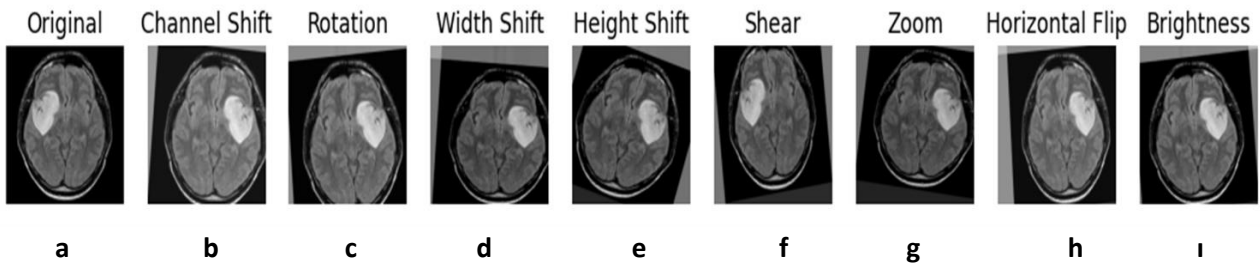 Original Channel Shift Rotation Width Shift Height Shift Shear Zoom Horizontal Flip Brightness
a b c d e f g h ı